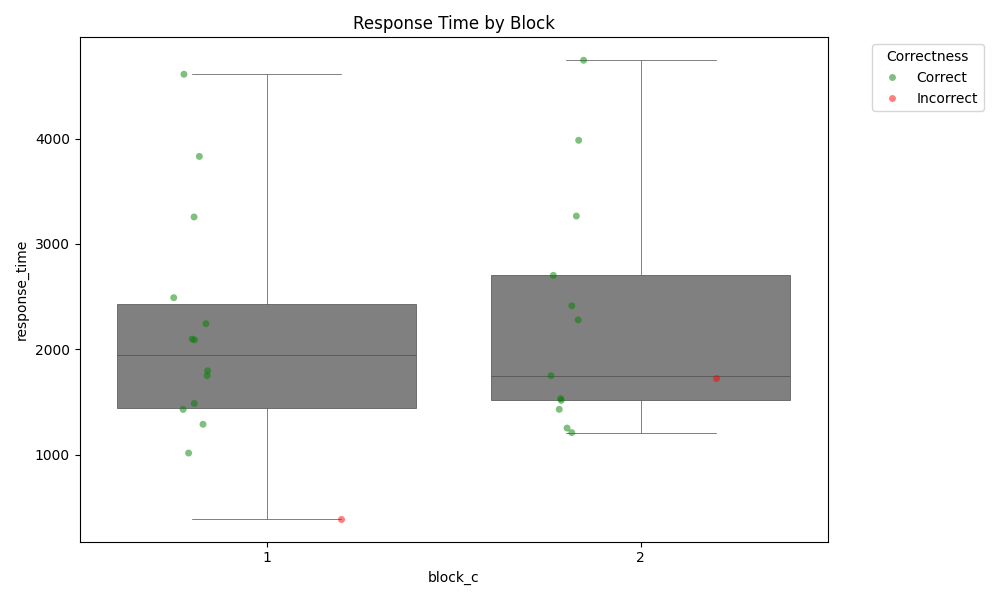 Response Time by Block
Correctness
Correct
Incorrect
response_time
4000
3000
2000
1000
1
2
block_c